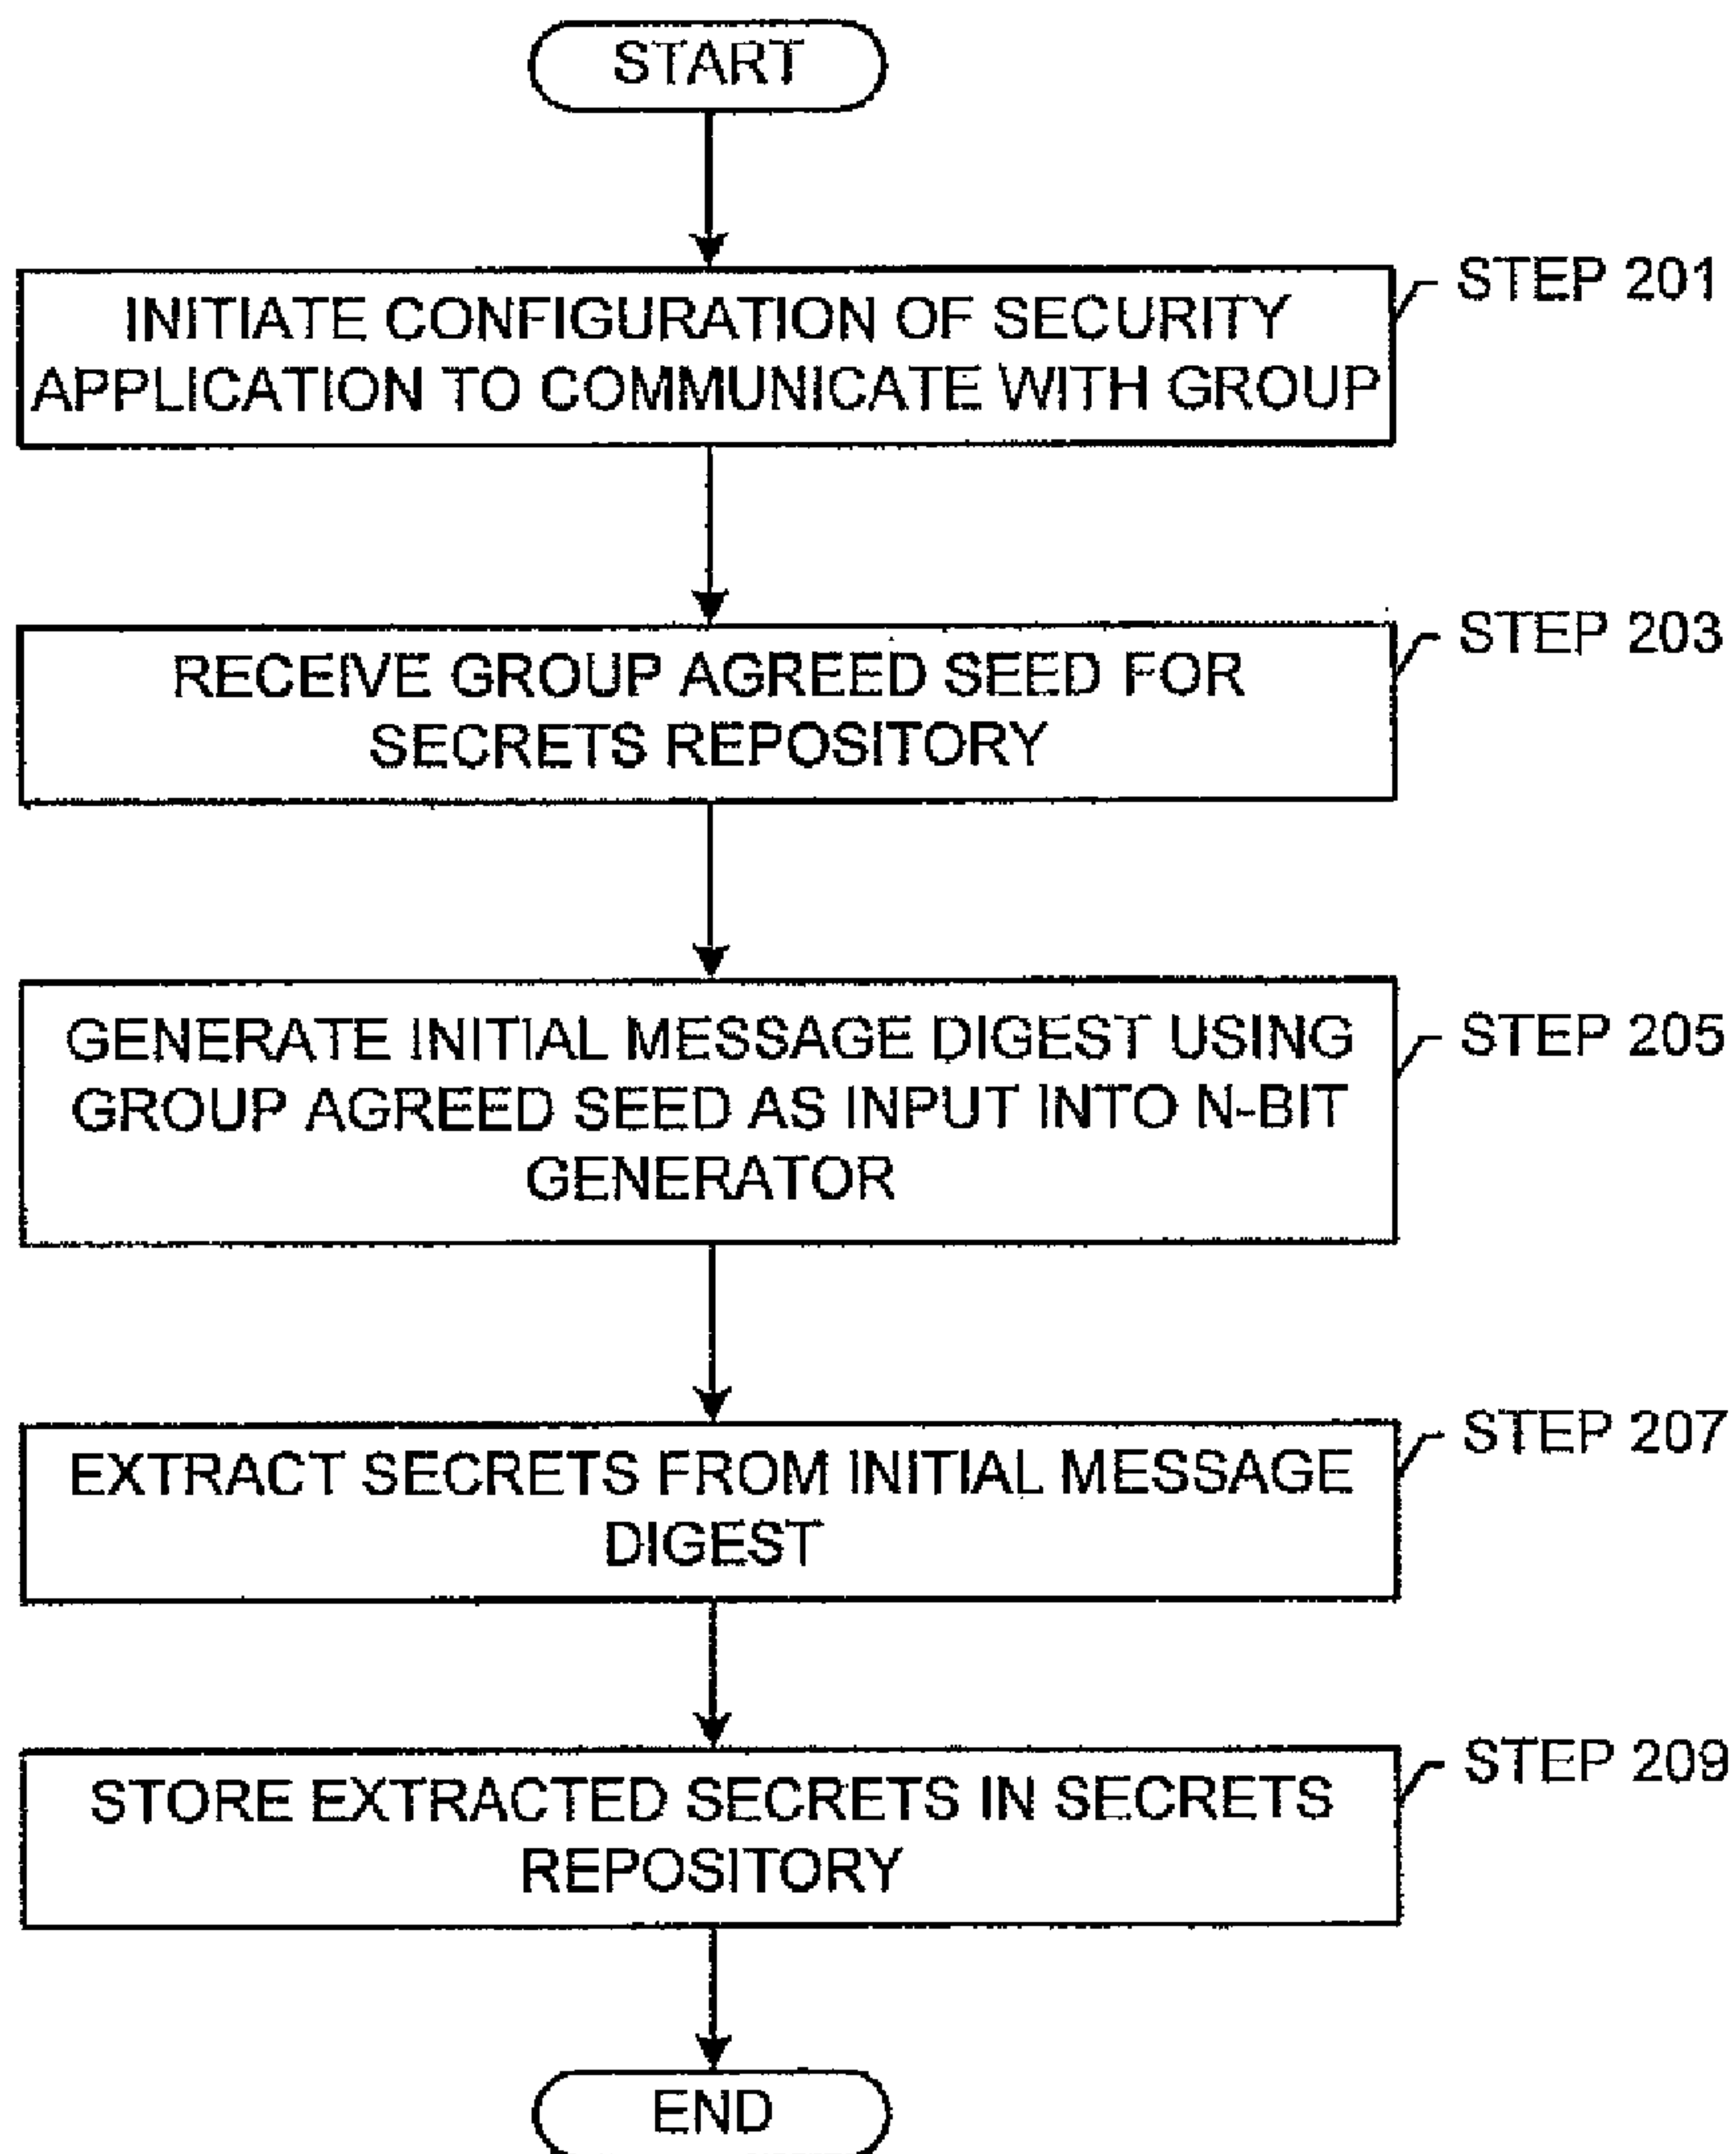 START
INITIATE CONFIGURATION OF SECURITY
APPLICATION TO COMMUNICATE WITH GROUP
STEP 201
RECEIVE GROUP AGREED SEED FOR
SECRETS REPOSITORY
STEP 203
GENERATE INITIAL MESSAGE DIGEST USING
GROUP AGREED SEED AS INPUT INTO N-BIT
GENERATOR
STEP 205
EXTRACT SECRETS FROM INITIAL MESSAGE
DIGEST
STEP 207
STORE EXTRACTED SECRETS IN SECRETS
REPOSITORY
STEP 209
END